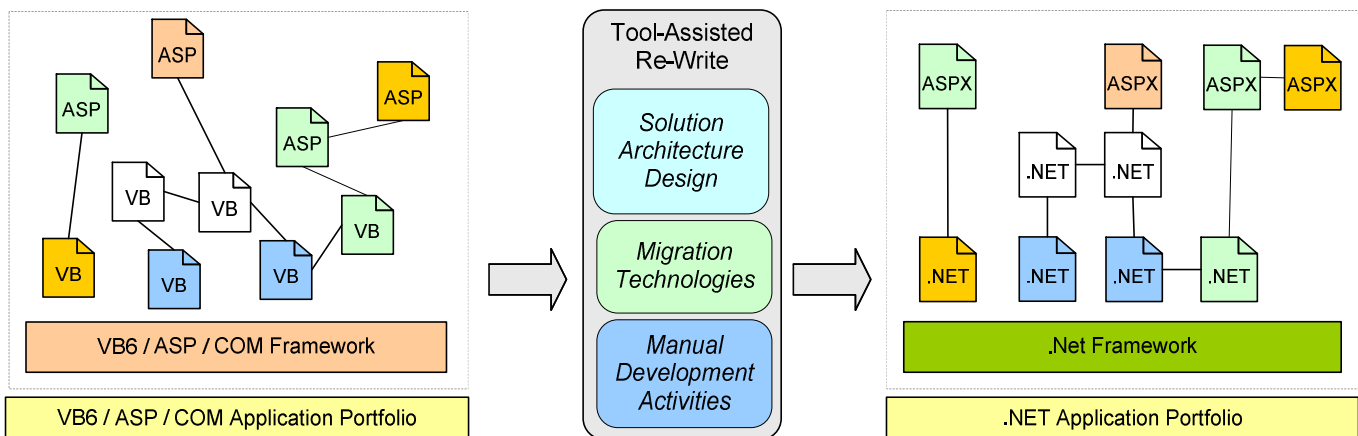 ASP
ASP
ASP
ASP
VB
VB
VB
VB
VB
VB
VB6 / ASP / COM Framework
VB6 / ASP / COM Application Portfolio
Tool-Assisted
Re-Write
Solution
Architecture
Design
Migration
Technologies
Manual
Development
Activities
ASPX
ASPX
ASPX
ASPX
.NET
.NET
.NET
.NET
.NET
.NET
.Net Framework
.NET Application Portfolio